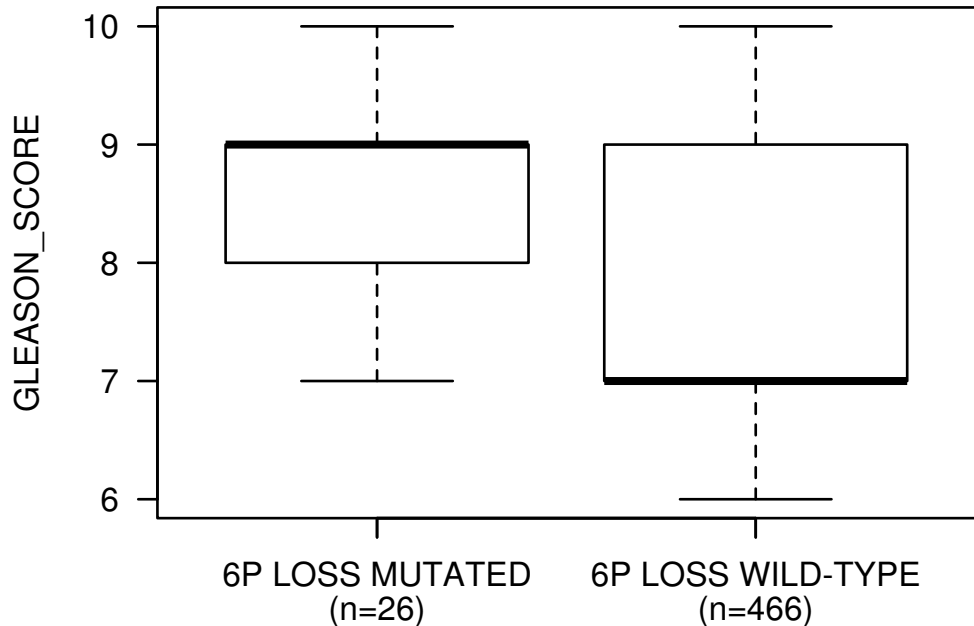 GLEASON_SCORE
10
9
8
7
6
6P LOSS MUTATED
(n=26)
6P LOSS WILD-TYPE
(n=466)